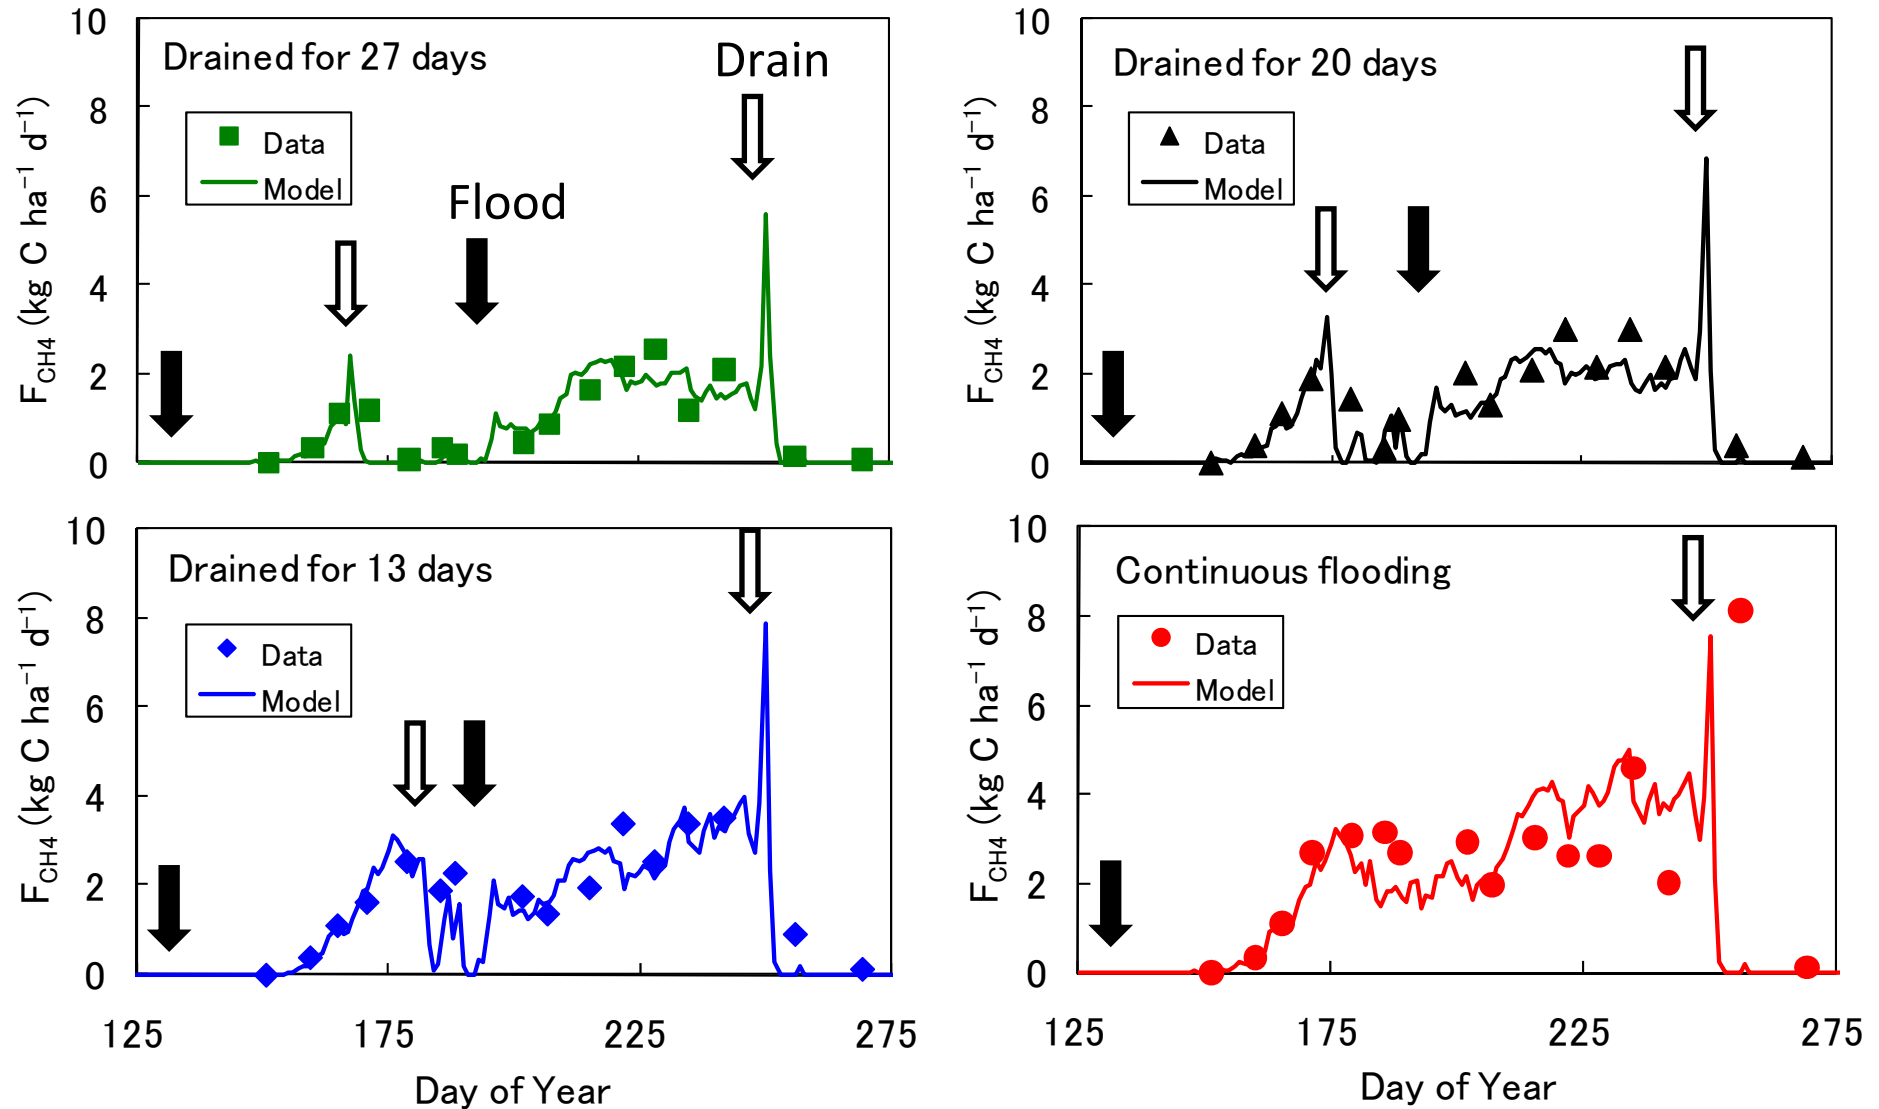 Drained for 27 days
Drain
Flood
Data
Model
F_CH4 (kg C ha⁻¹ d⁻¹)
10
8
6
4
2
0
Drained for 20 days
Data
Model
F_CH4 (kg C ha⁻¹ d⁻¹)
10
8
6
4
2
0
Drained for 13 days
Data
Model
F_CH4 (kg C ha⁻¹ d⁻¹)
10
8
6
4
2
0
125 175 225 275
Day of Year
Continuous flooding
Data
Model
F_CH4 (kg C ha⁻¹ d⁻¹)
10
8
6
4
2
0
125 175 225 275
Day of Year